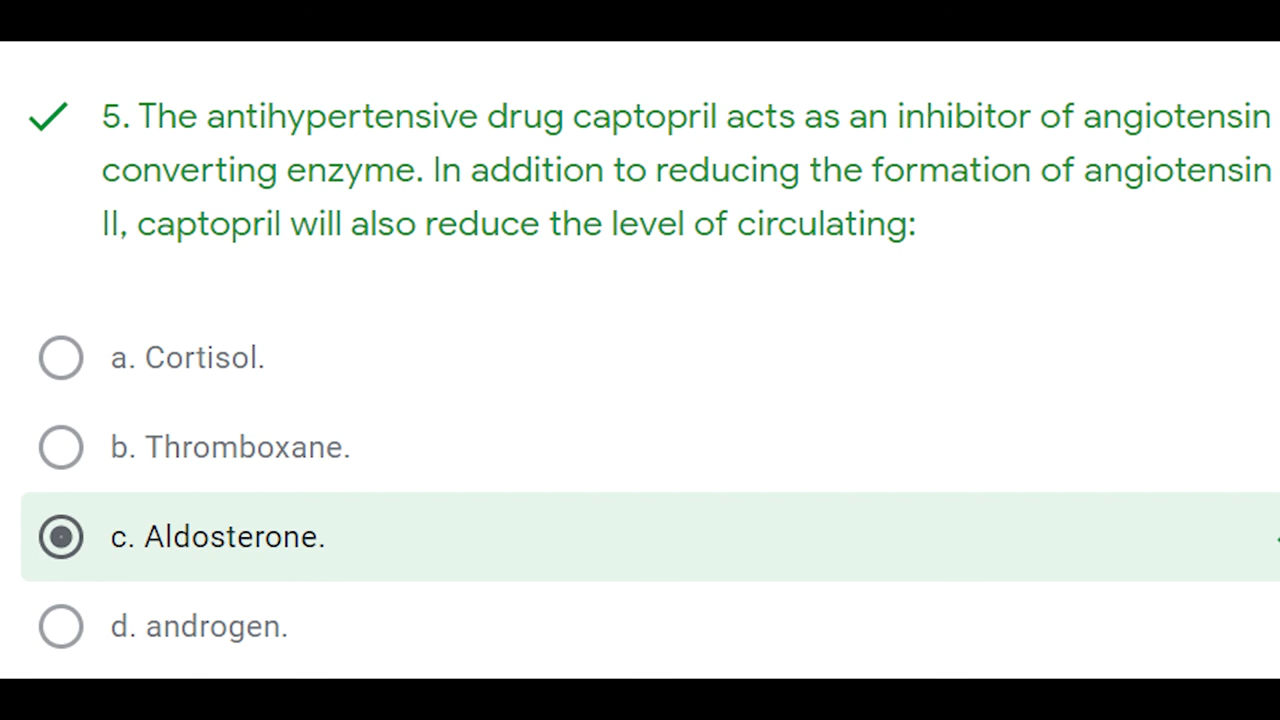 5. The antihypertensive drug captopril acts as an inhibitor of angiotensin
converting enzyme. In addition to reducing the formation of angiotensin
II, captopril will also reduce the level of circulating:
a. Cortisol.
b. Thromboxane.
c. Aldosterone.
d. androgen.